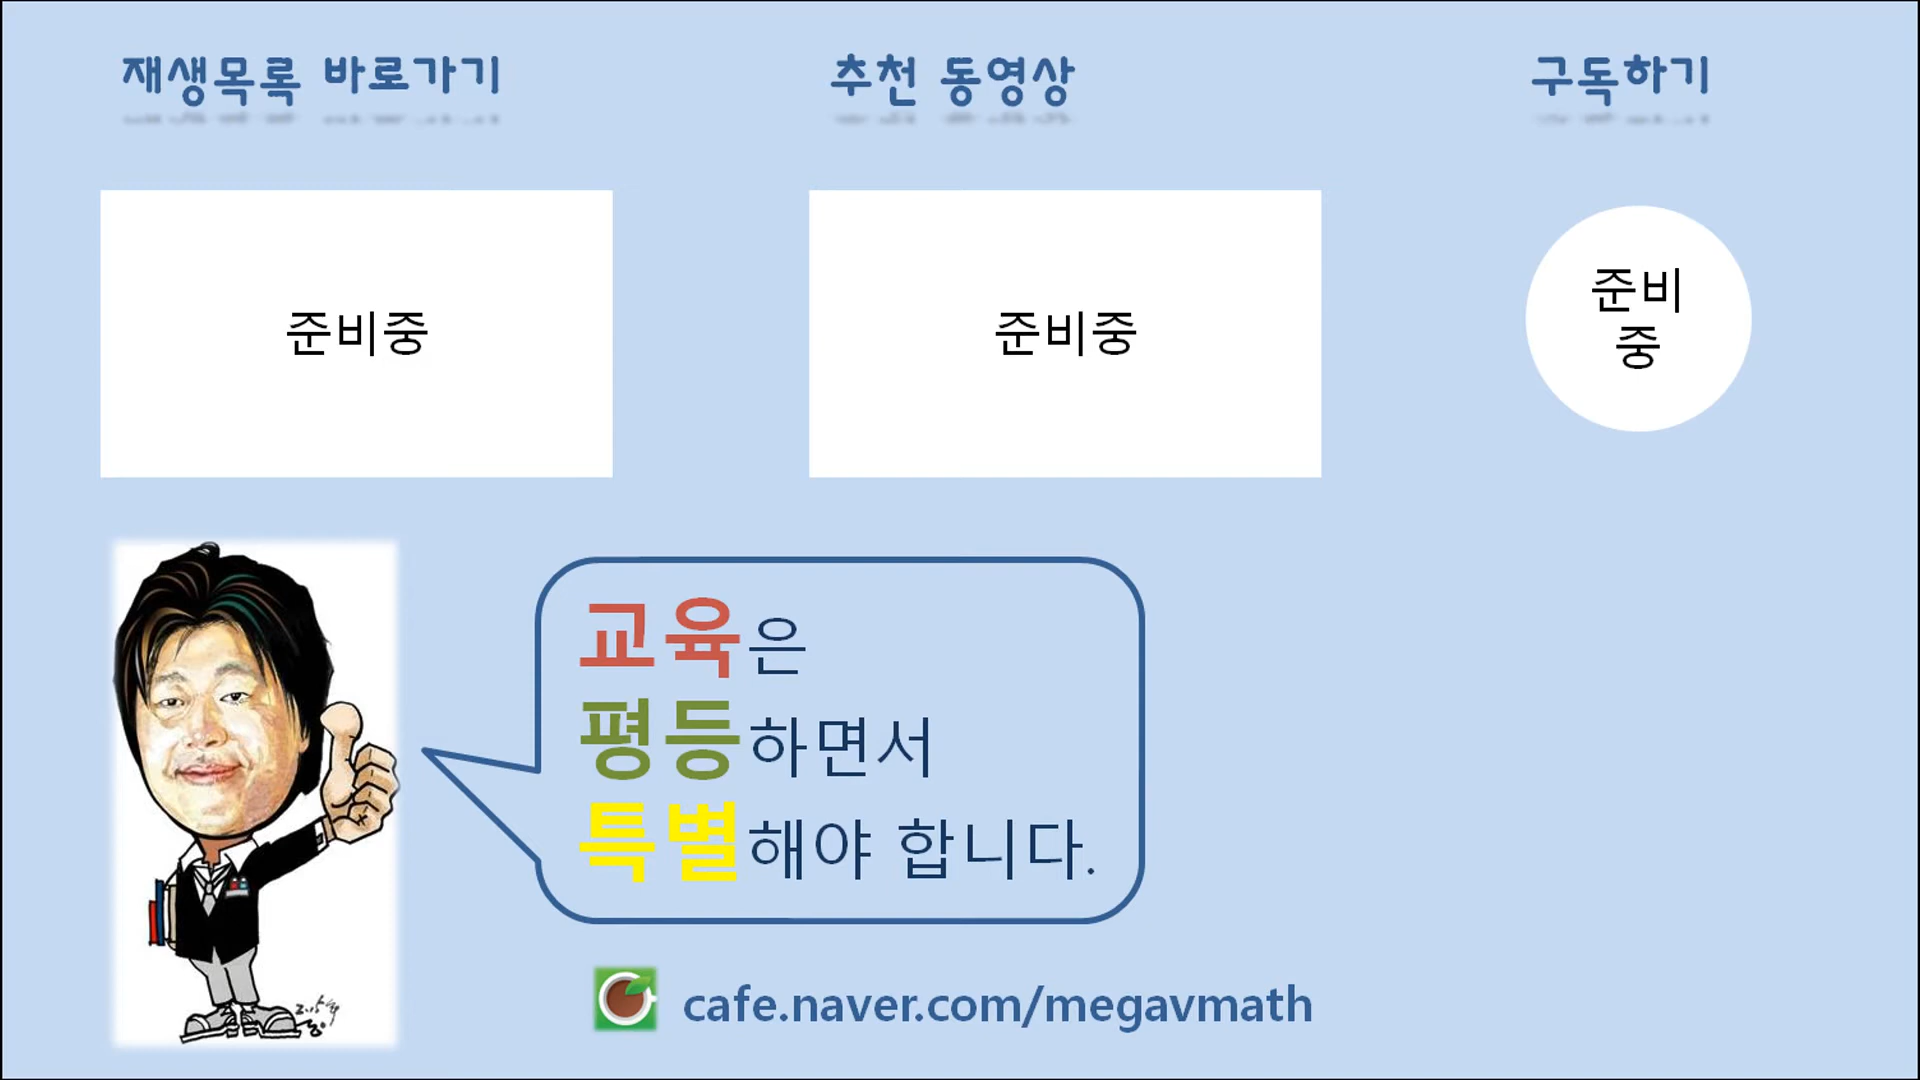 재생목록 바로가기
추천 동영상
구독하기
준비중
준비중
준비
중
교육은
평등하면서
특별해야 합니다.
cafe.naver.com/megavmath